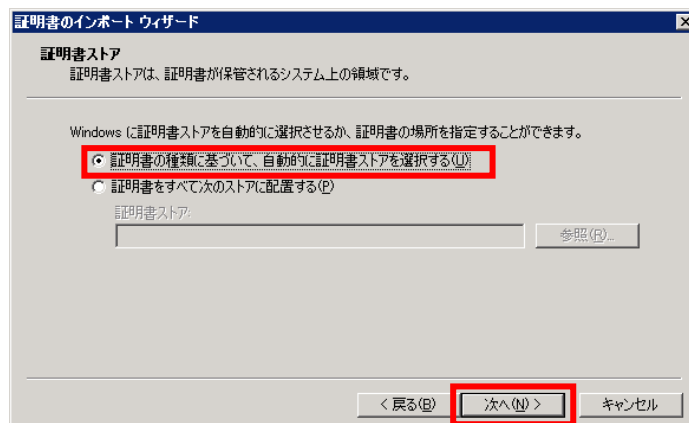 証明書のインポート ウィザード
証明書ストア
証明書ストアは、証明書が保管されるシステム上の領域です。
Windows に証明書ストアを自動的に選択させるか、証明書の場所を指定することができます。
証明書の種類に基づいて、自動的に証明書ストアを選択する(U)
証明書をすべて次のストアに配置する(P)
証明書ストア:
参照(R)...
< 戻る(B) 次へ(N) > キャンセル